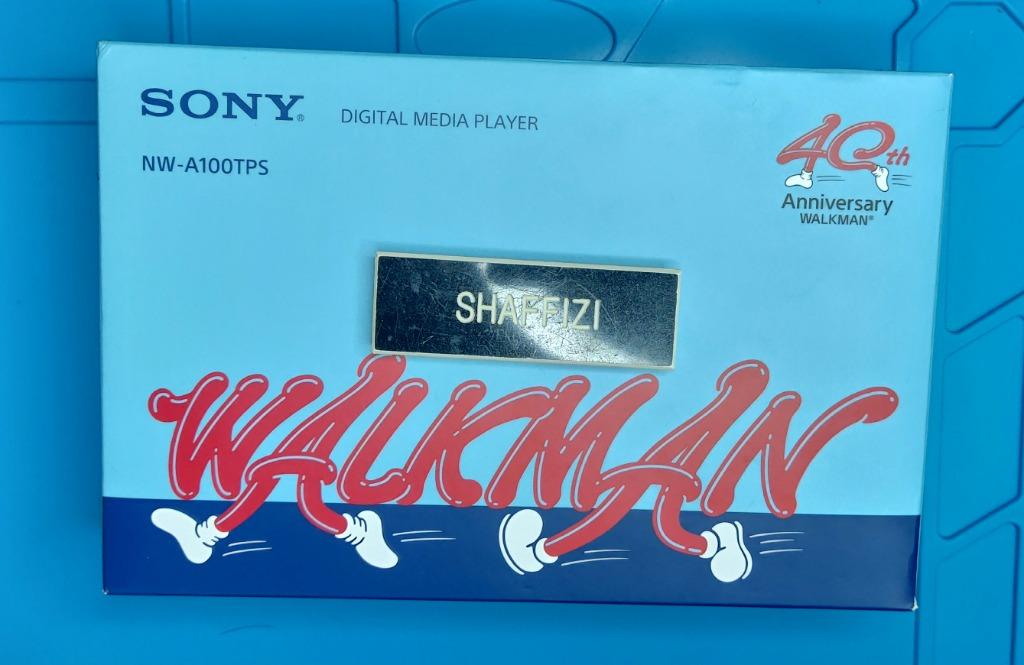 SONY®
DIGITAL MEDIA PLAYER
NW-A100TPS
40th
Anniversary
WALKMAN®
SHAFFIZI
WALKMAN